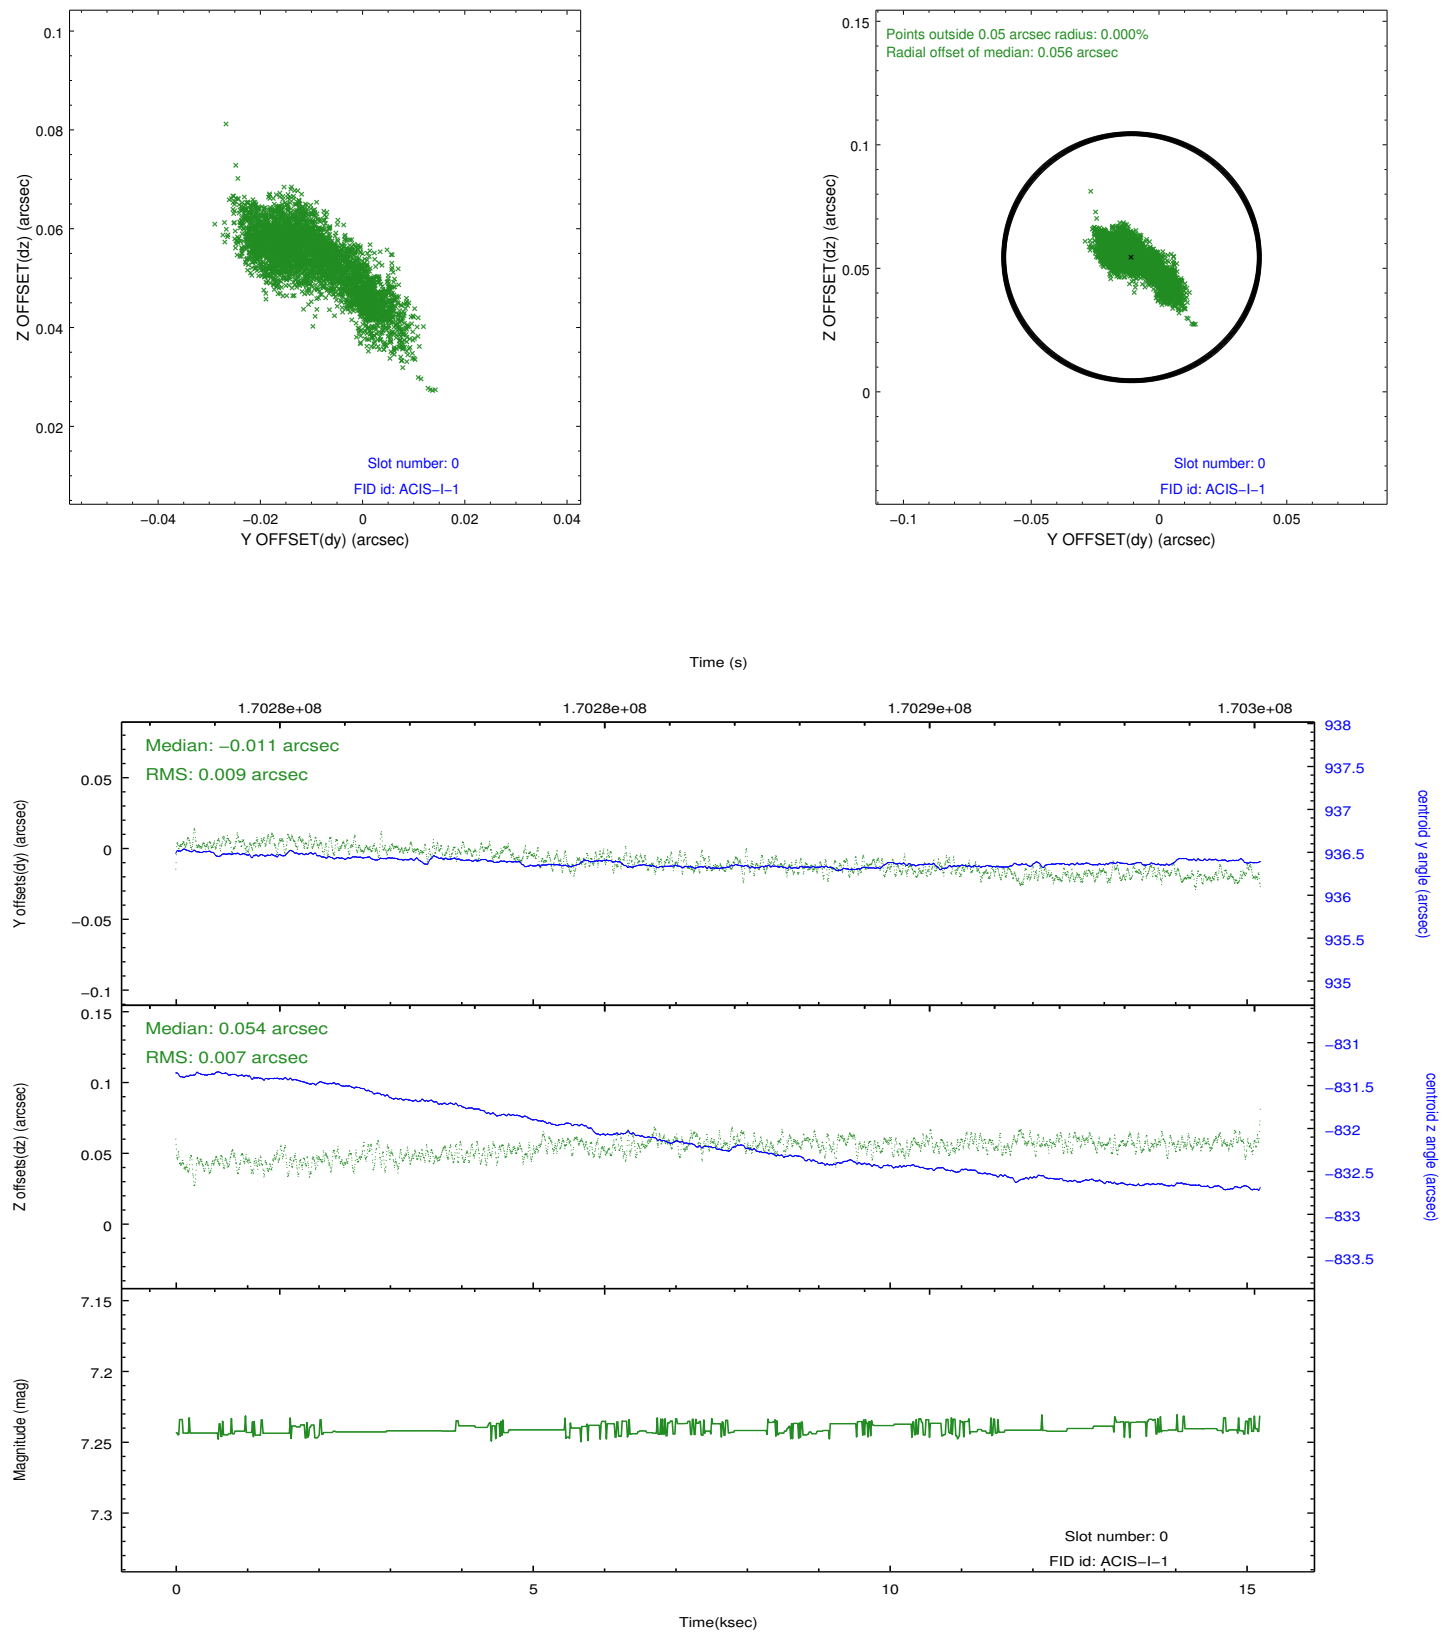 0.1
0.08
0.06
0.04
0.02
Z OFFSET(dz) (arcsec)
Slot number: 0
FID id: ACIS−I−1
−0.04 −0.02 0 0.02 0.04
Y OFFSET(dy) (arcsec)
Points outside 0.05 arcsec radius: 0.000%
Radial offset of median: 0.056 arcsec
0.15
0.1
0.05
0
Z OFFSET(dz) (arcsec)
Slot number: 0
FID id: ACIS−I−1
−0.1 −0.05 0 0.05
Y OFFSET(dy) (arcsec)
Time (s)
1.7028e+08 1.7028e+08 1.7029e+08 1.703e+08
Median: −0.011 arcsec
RMS: 0.009 arcsec
0.05
0
−0.05
−0.1
Y offsets(dy) (arcsec)
938
937.5
937
936.5
936
935.5
935
centroid y angle (arcsec)
Median: 0.054 arcsec
RMS: 0.007 arcsec
0.15
0.1
0.05
0
Z offsets(dz) (arcsec)
−831
−831.5
−832
−832.5
−833
−833.5
centroid z angle (arcsec)
7.15
7.2
7.25
7.3
Magnitude (mag)
Slot number: 0
FID id: ACIS−I−1
0 5 10 15
Time(ksec)